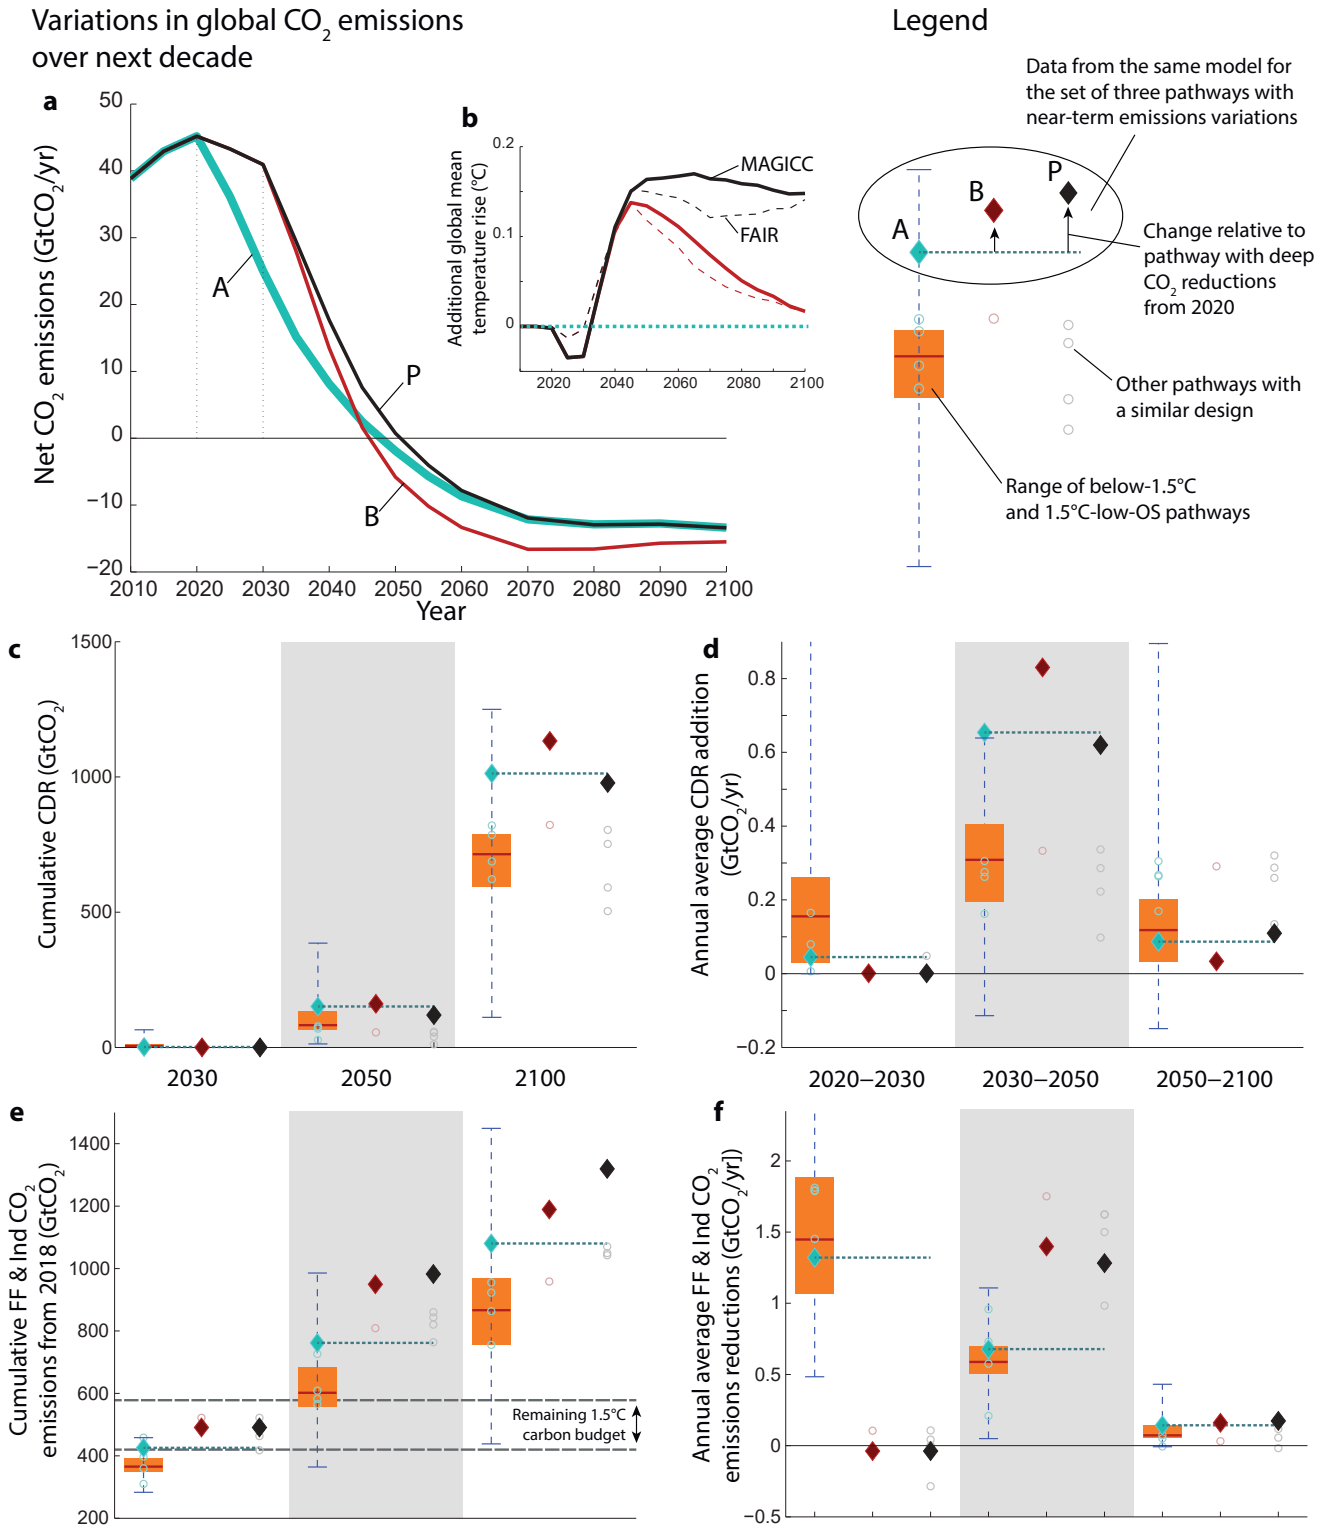 Variations in global CO₂ emissions
over next decade
Legend
a
Net CO₂ emissions (GtCO₂/yr)
50
40
30
20
10
0
−10
−20
A
P
B
2010 2020 2030 2040 2050 2060 2070 2080 2090 2100
Year
b
Additional global mean
temperature rise (°C)
0.2
0.1
0
MAGICC
FAIR
2020 2040 2060 2080 2100
Data from the same model for
the set of three pathways with
near-term emissions variations
A
B
P
Change relative to
pathway with deep
CO₂ reductions
from 2020
Other pathways with
a similar design
Range of below-1.5°C
and 1.5°C-low-OS pathways
c
Cumulative CDR (GtCO₂)
1500
1000
500
0
2030 2050 2100
d
Annual average CDR addition
(GtCO₂/yr)
0.8
0.6
0.4
0.2
0
−0.2
2020−2030 2030−2050 2050−2100
e
Cumulative FF & Ind CO₂
emissions from 2018 (GtCO₂)
1400
1200
1000
800
600
400
200
Remaining 1.5°C
carbon budget
f
Annual average FF & Ind CO₂
emissions reductions (GtCO₂/yr])
2
1.5
1
0.5
0
−0.5